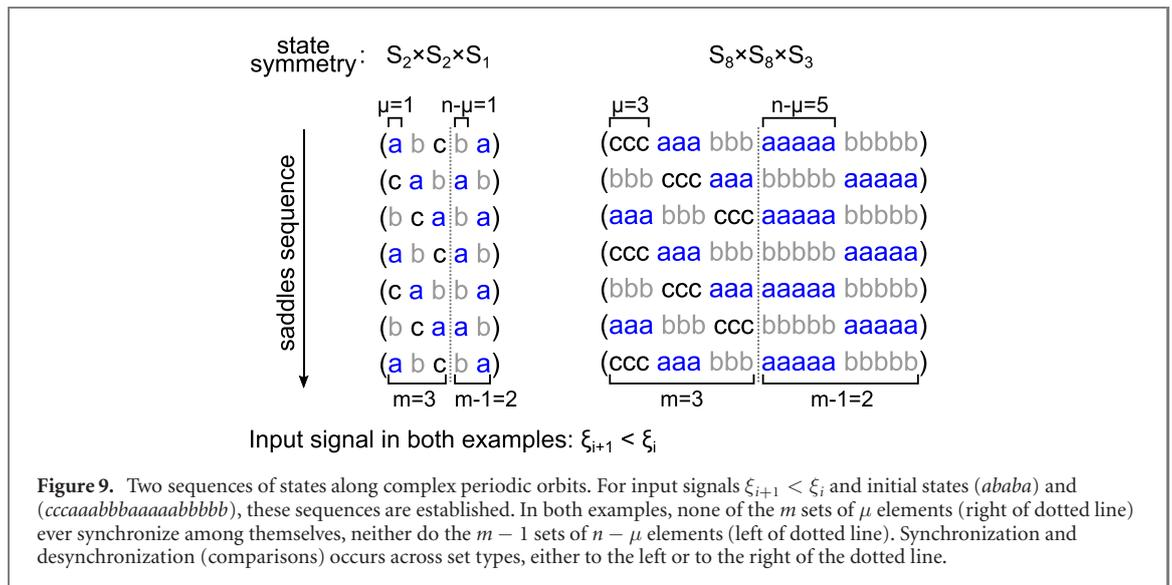 state
symmetry: S₂×S₂×S₁ S₈×S₈×S₃
μ=1 n-μ=1 μ=3 n-μ=5
saddles sequence
(a b c b a) (ccc aaa bbb aaaaa bbbbb)
(c a b a b) (bbb ccc aaa bbbbb aaaaa)
(b c a b a) (aaa bbb ccc aaaaa bbbbb)
(a b c a b) (ccc aaa bbb bbbbb aaaaa)
(c a b b a) (bbb ccc aaa aaaaa bbbbb)
(b c a a b) (aaa bbb ccc bbbbb aaaaa)
(a b c b a) (ccc aaa bbb aaaaa bbbbb)
m=3 m-1=2 m=3 m-1=2
Input signal in both examples: ξᵢ₊₁ < ξᵢ
Figure 9. Two sequences of states along complex periodic orbits. For input signals ξᵢ₊₁ < ξᵢ and initial states (ababa) and
(cccaaabbbaaaaabbbbb), these sequences are established. In both examples, none of the m sets of μ elements (right of dotted line)
ever synchronize among themselves, neither do the m − 1 sets of n − μ elements (left of dotted line). Synchronization and
desynchronization (comparisons) occurs across set types, either to the left or to the right of the dotted line.